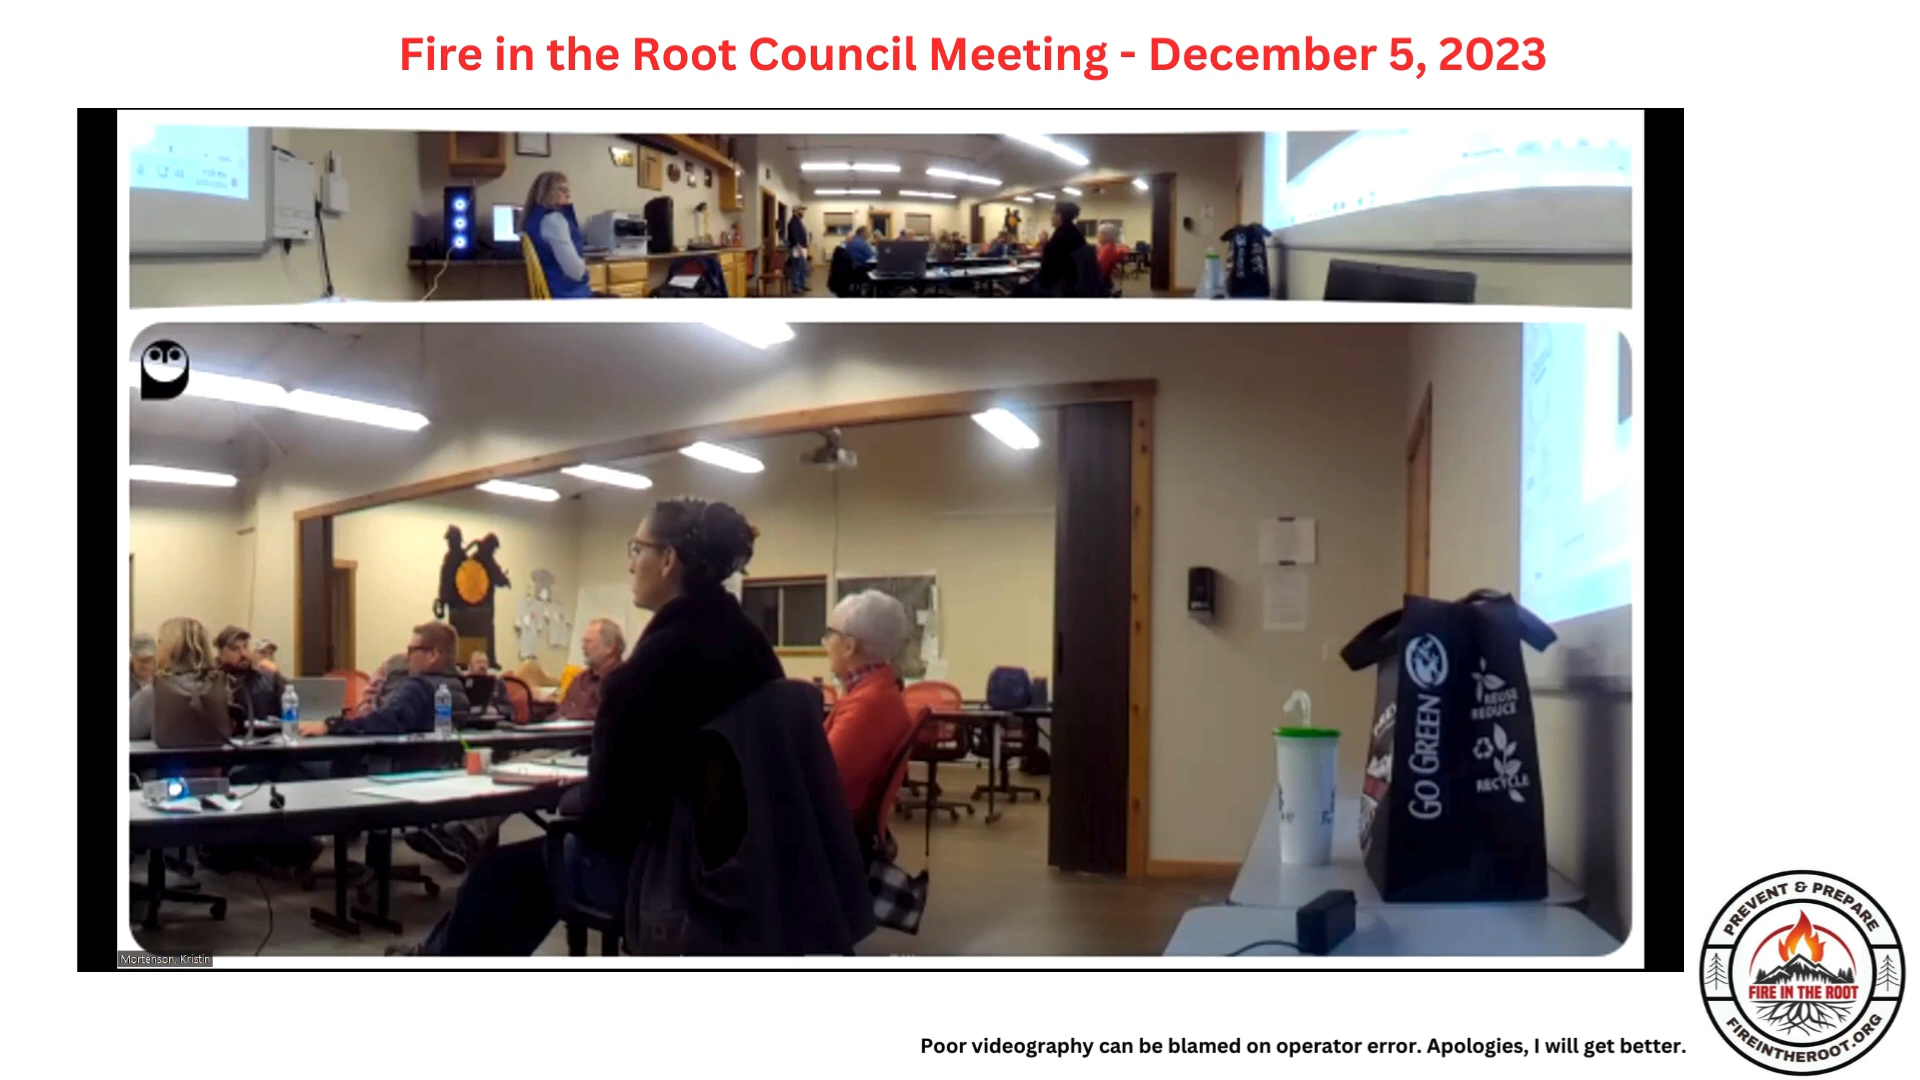 Fire in the Root Council Meeting - December 5, 2023
GO GREEN
REUSE
REDUCE
RECYCLE
Mortenson, Kristin
PREVENT & PREPARE
FIRE IN THE ROOT
FIREINTHEROOT.ORG
Poor videography can be blamed on operator error. Apologies, I will get better.